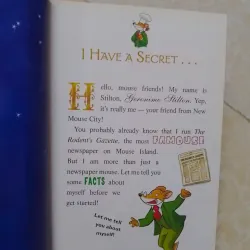 I HAVE A SECRET . . .
Hello, mouse friends! My name is
Stilton, Geronimo Stilton. Yep,
it's really me — your friend from New
Mouse City!
You probably already know that I run The
Rodent's Gazette, the most FAMOUSE
newspaper on Mouse Island.
But I am more than just a
newspaper mouse. Let me tell you
some FACTS about
myself before we
get started!
Let me tell
you about
myself!